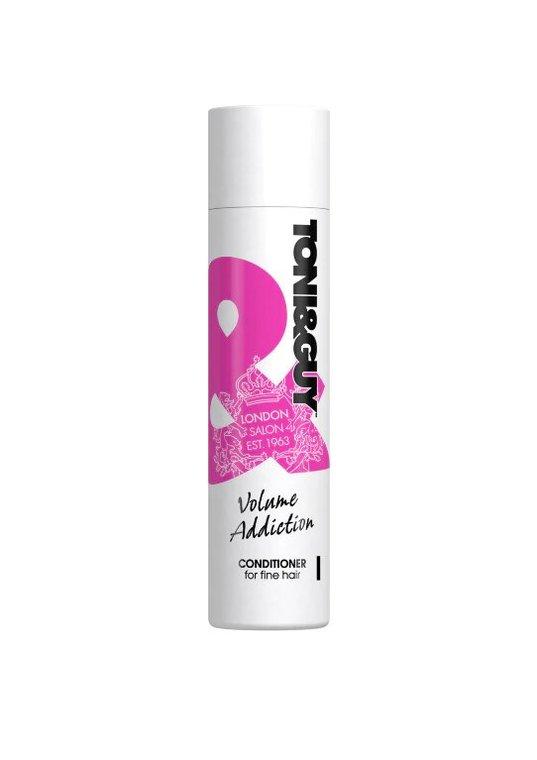 TONI&GUY
LONDON
SALON
EST. 1963
Volume
Addiction
CONDITIONER
for fine hair